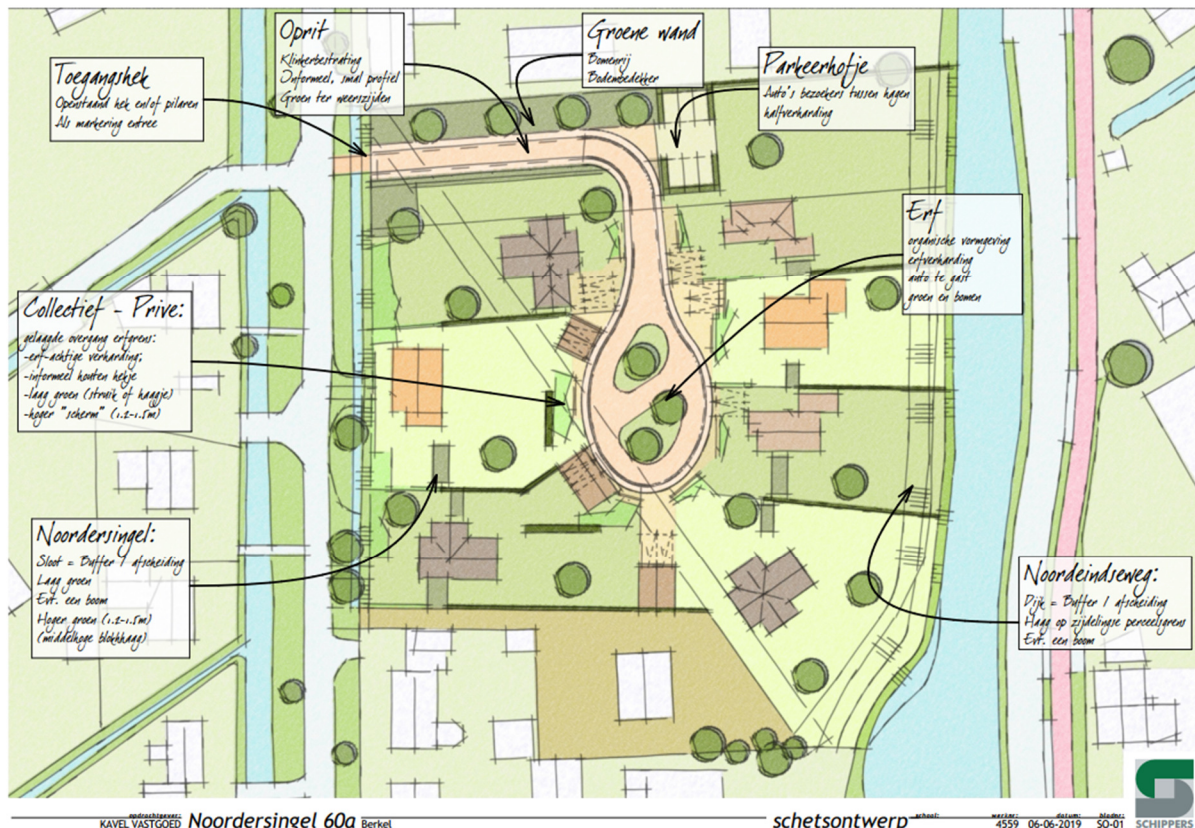 Toegangshek
Openstaand hek en/of pilaren
Als markering entree
Oprit
Klinkerbestrating
Informeel, smal profiel
Groen ter weerszijden
Groene wand
Bomenrij
Bodembedekker
Parkeerhofje
Auto's bezoekers tussen hagen
halfverharding
Erf
organische vormgeving
erfverharding
auto te gast
groen en bomen
Collectief - Prive:
gelaagde overgang erfgrens:
-erf-achtige verharding;
-informeel houten hekje
-laag groen (struik of haagje)
-hoger "scherm" (1.2-1.5m)
Noordersingel:
Sloot = Buffer / afscheiding
Laag groen
Evt. een boom
Hoger groen (1.2-1.5m)
(middelhoge blokhaag)
Noordeindseweg:
Dijk = Buffer / afscheiding
Haag op zijdelingse perceelsgrens
Evt. een boom
opdrachtgever:
KAVEL VASTGOED Noordersingel 60a Berkel
schetsontwerp
schaal:
werknr:
4559
datum:
06-06-2019
bladnr:
SO-01
SCHIPPERS